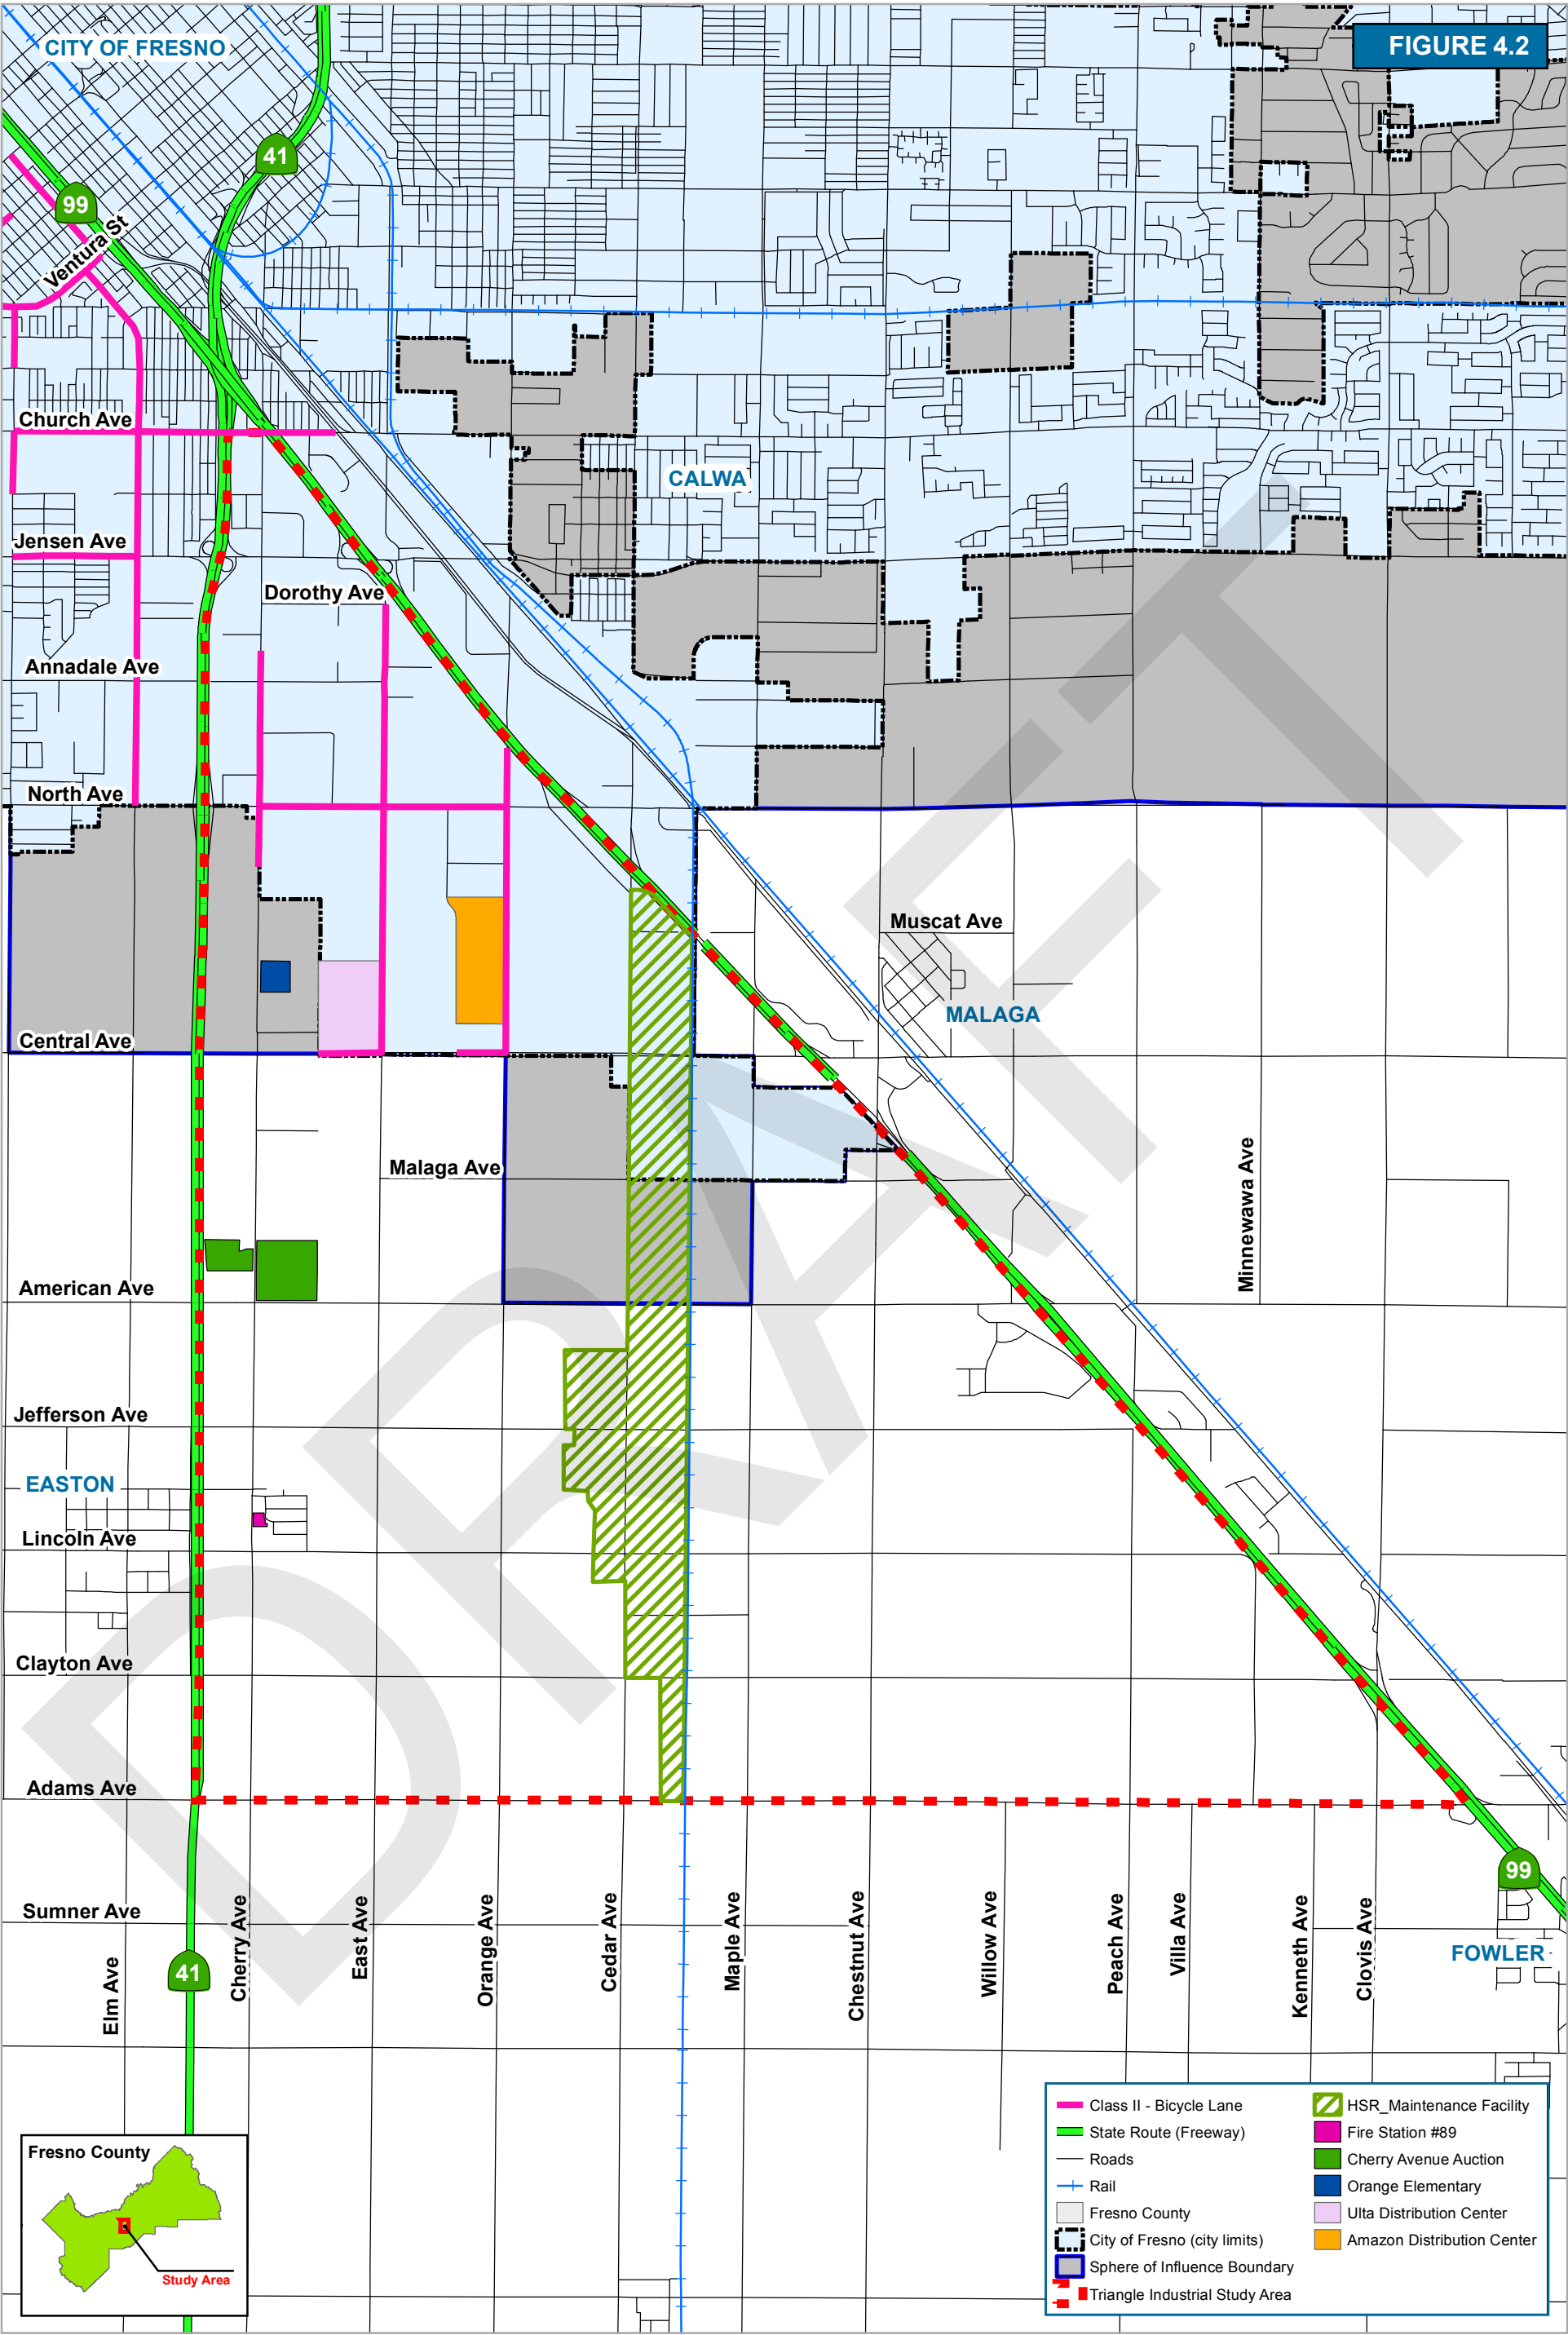 CITY OF FRESNO
FIGURE 4.2
41
99
Ventura St
Church Ave
CALWA
Jensen Ave
Dorothy Ave
Annadale Ave
North Ave
Muscat Ave
MALAGA
Central Ave
Malaga Ave
Minnewawa Ave
American Ave
Jefferson Ave
EASTON
Lincoln Ave
Clayton Ave
Adams Ave
99
Sumner Ave
FOWLER
41
Elm Ave
Cherry Ave
East Ave
Orange Ave
Cedar Ave
Maple Ave
Chestnut Ave
Willow Ave
Peach Ave
Villa Ave
Kenneth Ave
Clovis Ave
DRAFT
Fresno County
Study Area
Class II - Bicycle Lane
State Route (Freeway)
Roads
Rail
Fresno County
City of Fresno (city limits)
Sphere of Influence Boundary
Triangle Industrial Study Area
HSR_Maintenance Facility
Fire Station #89
Cherry Avenue Auction
Orange Elementary
Ulta Distribution Center
Amazon Distribution Center